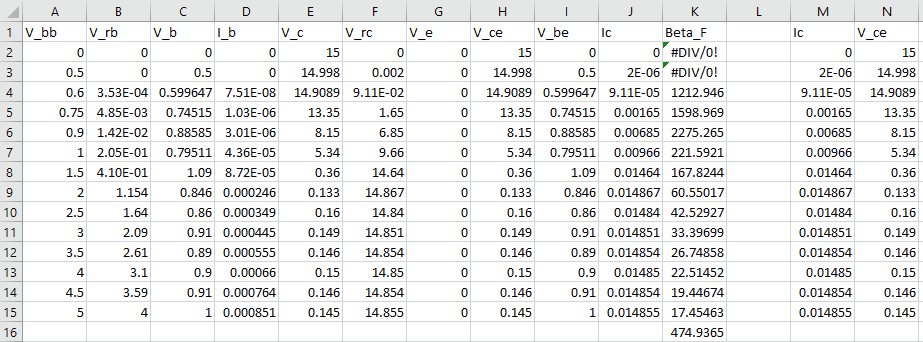 A B C D E F G H I J K L M N
1 V_bb V_rb V_b I_b V_c V_rc V_e V_ce V_be Ic Beta_F Ic V_ce
2 0 0 0 0 15 0 0 15 0 0 #DIV/0! 0 15
3 0.5 0 0.5 0 14.998 0.002 0 14.998 0.5 2E-06 #DIV/0! 2E-06 14.998
4 0.6 3.53E-04 0.599647 7.51E-08 14.9089 9.11E-02 0 14.9089 0.599647 9.11E-05 1212.946 9.11E-05 14.9089
5 0.75 4.85E-03 0.74515 1.03E-06 13.35 1.65 0 13.35 0.74515 0.00165 1598.969 0.00165 13.35
6 0.9 1.42E-02 0.88585 3.01E-06 8.15 6.85 0 8.15 0.88585 0.00685 2275.265 0.00685 8.15
7 1 2.05E-01 0.79511 4.36E-05 5.34 9.66 0 5.34 0.79511 0.00966 221.5921 0.00966 5.34
8 1.5 4.10E-01 1.09 8.72E-05 0.36 14.64 0 0.36 1.09 0.01464 167.8244 0.01464 0.36
9 2 1.154 0.846 0.000246 0.133 14.867 0 0.133 0.846 0.014867 60.55017 0.014867 0.133
10 2.5 1.64 0.86 0.000349 0.16 14.84 0 0.16 0.86 0.01484 42.52927 0.01484 0.16
11 3 2.09 0.91 0.000445 0.149 14.851 0 0.149 0.91 0.014851 33.39699 0.014851 0.149
12 3.5 2.61 0.89 0.000555 0.146 14.854 0 0.146 0.89 0.014854 26.74858 0.014854 0.146
13 4 3.1 0.9 0.00066 0.15 14.85 0 0.15 0.9 0.01485 22.51452 0.01485 0.15
14 4.5 3.59 0.91 0.000764 0.146 14.854 0 0.146 0.91 0.014854 19.44674 0.014854 0.146
15 5 4 1 0.000851 0.145 14.855 0 0.145 1 0.014855 17.45463 0.014855 0.145
16 474.9365